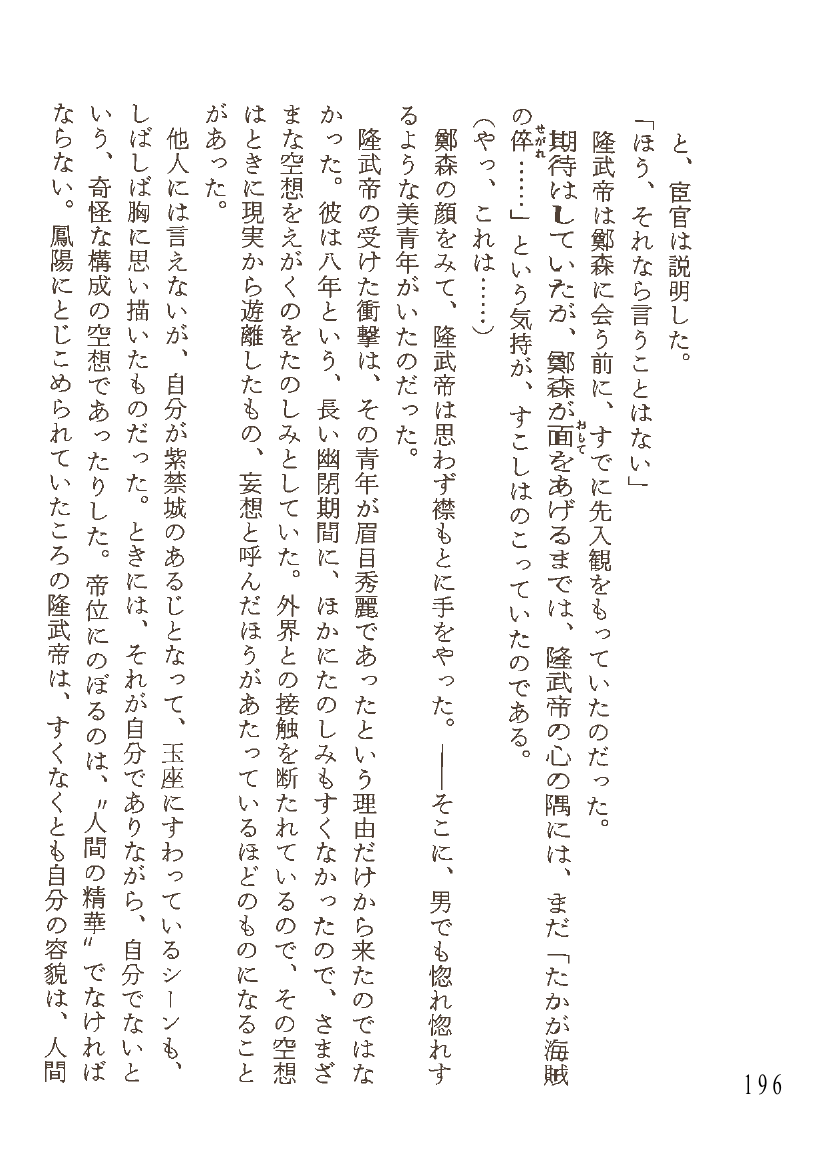 と、宦官は説明した。
「ほう、それなら言うことはない」
隆武帝は鄭森に会う前に、すでに先入観をもっていたのだった。
期待はしていたが、鄭森が面をあげるまでは、隆武帝の心の隅には、まだ「たかが海賊
おもて
の倅……」という気持が、すこしはのこっていたのである。
せがれ
(やっ、これは……)
鄭森の顔をみて、隆武帝は思わず襟もとに手をやった。――そこに、男でも惚れ惚れす
るような美青年がいたのだった。
隆武帝の受けた衝撃は、その青年が眉目秀麗であったという理由だけから来たのではな
かった。彼は八年という、長い幽閉期間に、ほかにたのしみもすくなかったので、さまざ
まな空想をえがくのをたのしみとしていた。外界との接触を断たれているので、その空想
はときに現実から遊離したもの、妄想と呼んだほうがあたっているほどのものになること
があった。
他人には言えないが、自分が紫禁城のあるじとなって、玉座にすわっているシーンも、
しばしば胸に思い描いたものだった。ときには、それが自分でありながら、自分でないと
いう、奇怪な構成の空想であったりした。帝位にのぼるのは、〝人間の精華〟でなければ
ならない。鳳陽にとじこめられていたころの隆武帝は、すくなくとも自分の容貌は、人間
196